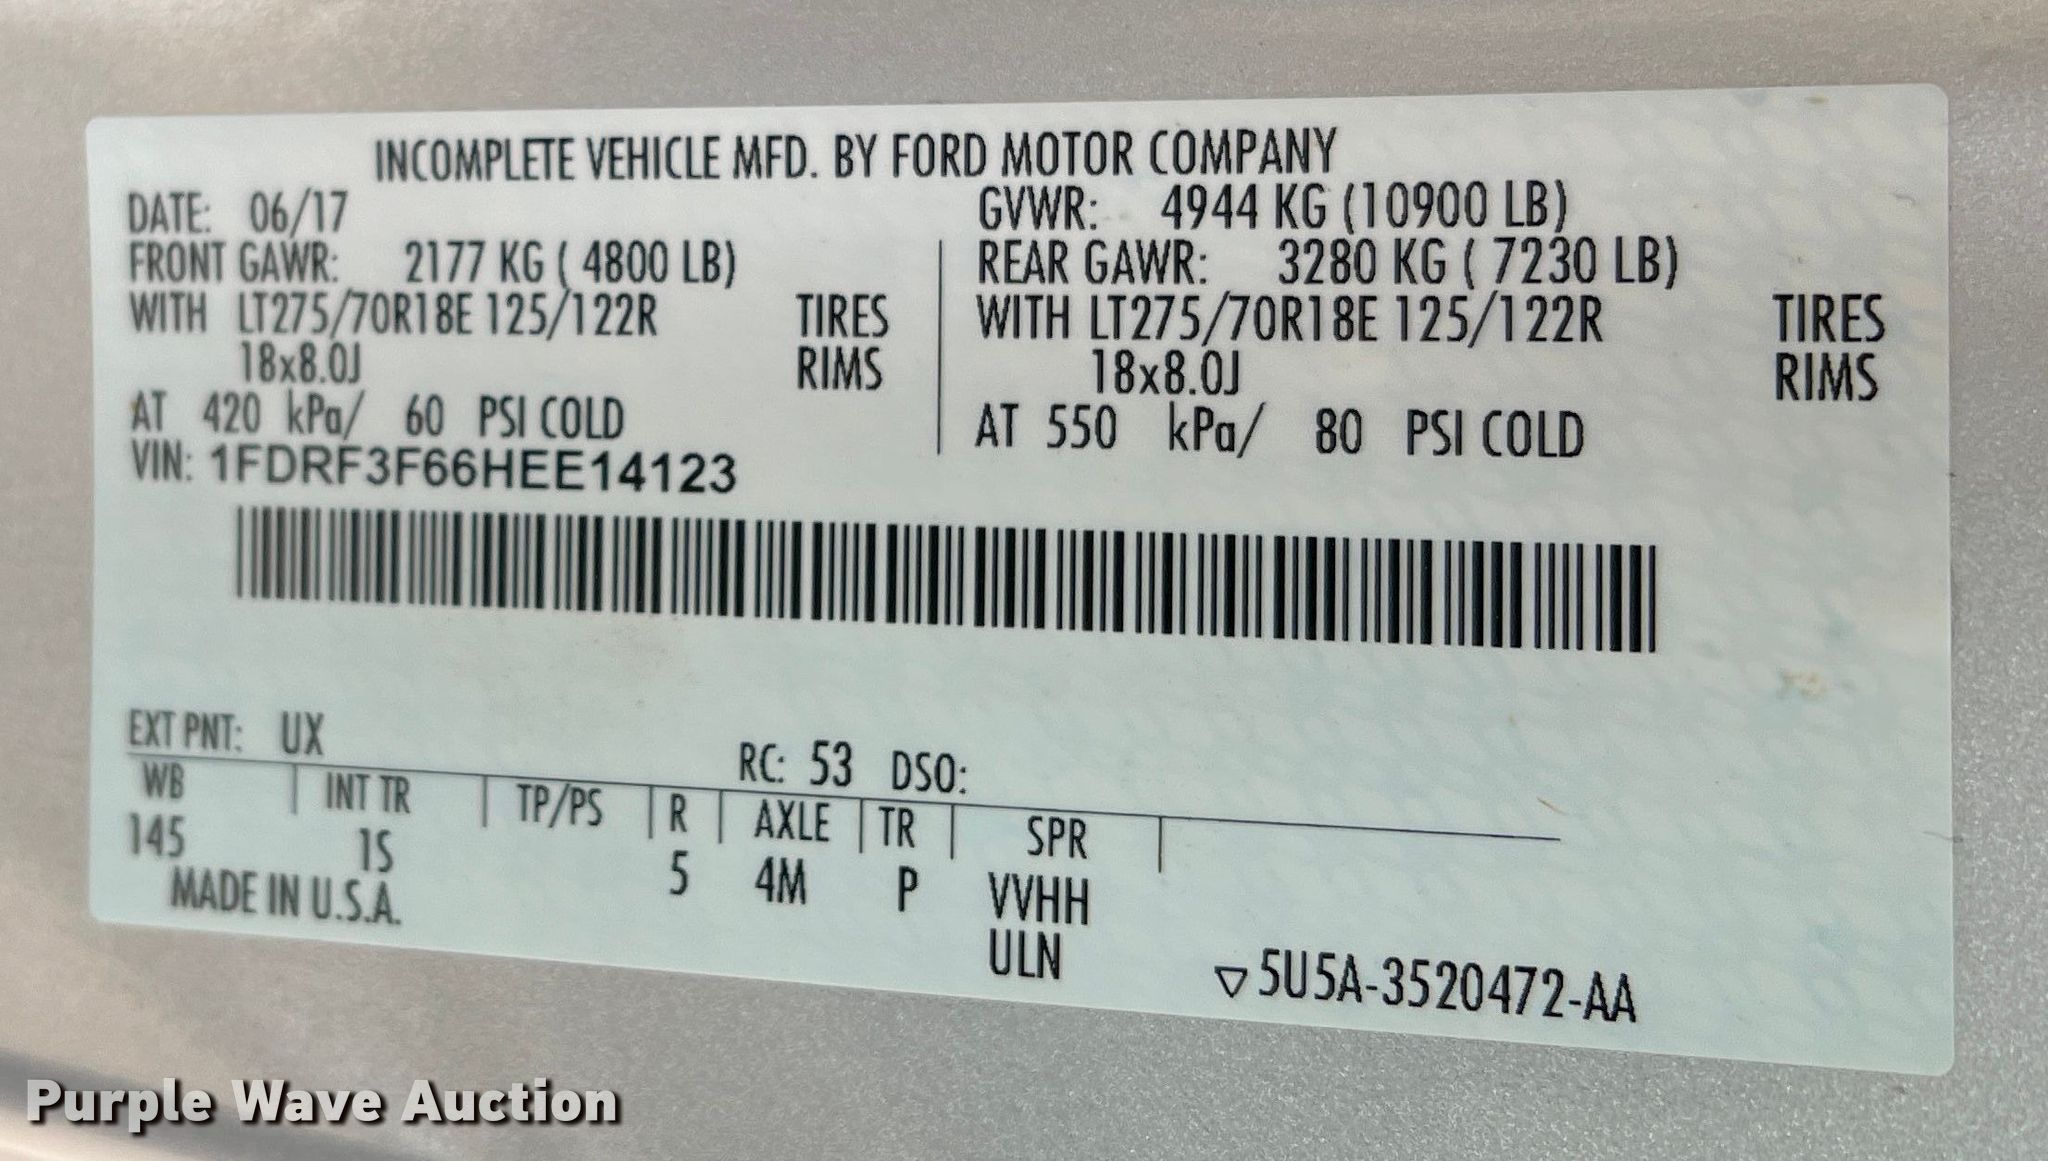 INCOMPLETE VEHICLE MFD. BY FORD MOTOR COMPANY
DATE: 06/17 GVWR: 4944 KG (10900 LB)
FRONT GAWR: 2177 KG ( 4800 LB) REAR GAWR: 3280 KG ( 7230 LB)
WITH LT275/70R18E 125/122R TIRES WITH LT275/70R18E 125/122R TIRES
18x8.0J RIMS 18x8.0J RIMS
AT 420 kPa/ 60 PSI COLD AT 550 kPa/ 80 PSI COLD
VIN: 1FDRF3F66HEE14123
EXT PNT: UX RC: 53 DSO:
WB INT TR TP/PS R AXLE TR SPR
145 1S 5 4M P VVHH
MADE IN U.S.A. ULN
▽5U5A-3520472-AA
Purple Wave Auction